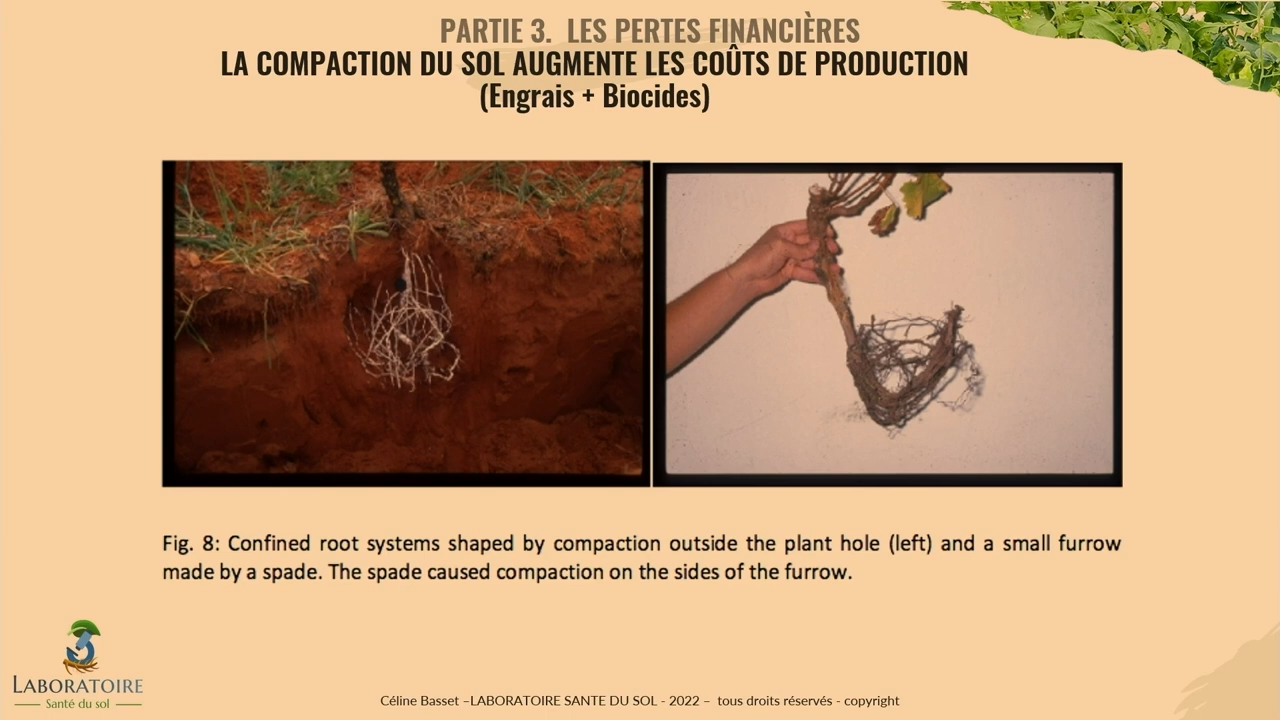 PARTIE 3. LES PERTES FINANCIÈRES
LA COMPACTION DU SOL AUGMENTE LES COÛTS DE PRODUCTION
(Engrais + Biocides)
Fig. 8: Confined root systems shaped by compaction outside the plant hole (left) and a small furrow
made by a spade. The spade caused compaction on the sides of the furrow.
LABORATOIRE
Santé du sol
Céline Basset –LABORATOIRE SANTE DU SOL - 2022 – tous droits réservés - copyright